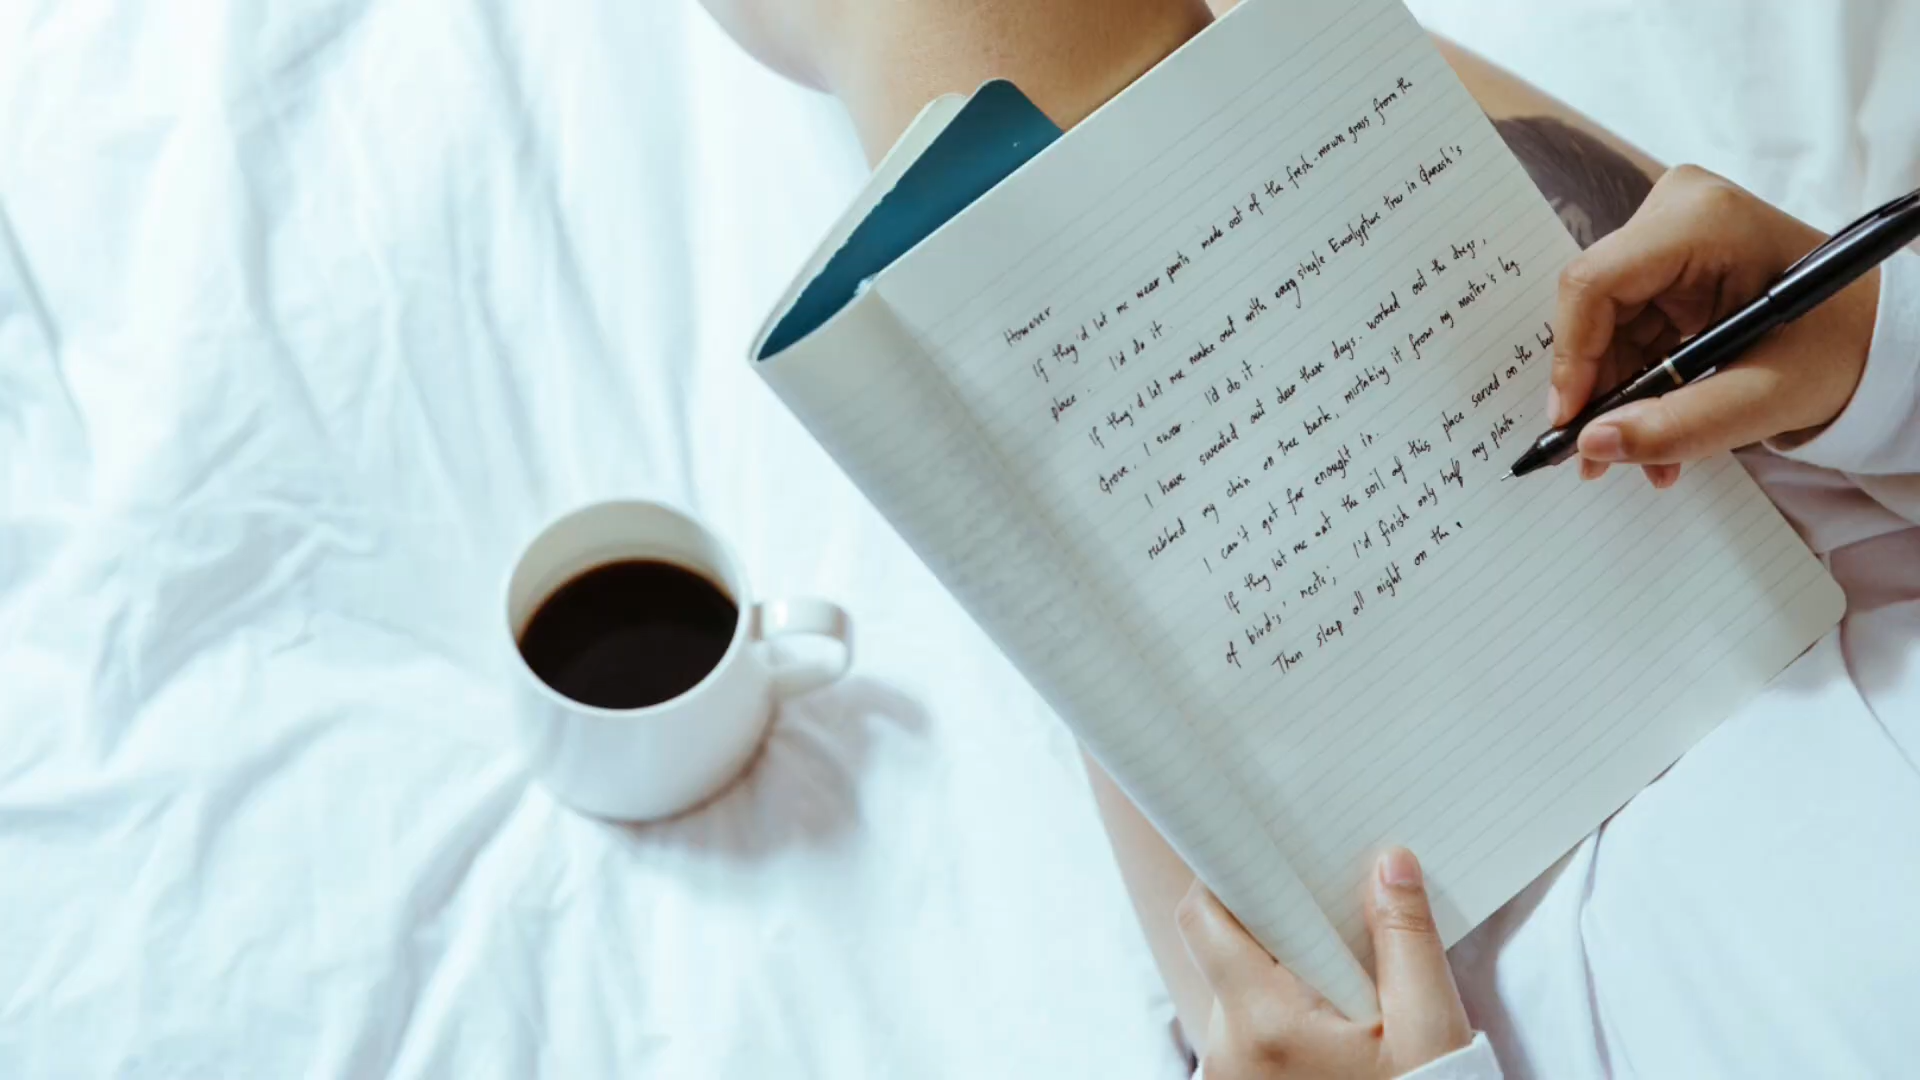 However
If they'd let me wear pants made out of the fresh-mown grass from the
place. I'd do it.
If they'd let me make out with every single Eucalyptus tree in Ganesh's
Grove, I swear. I'd do it.
I have sweated out dew these days. worked out the dregs,
rubbed my chin on tree bark, mistaking it from my master's leg
I can't get far enought in.
If they let me eat the soil of this place served on the bed
of bird's' nests; I'd finish only half my plate.
Then sleep all night on the